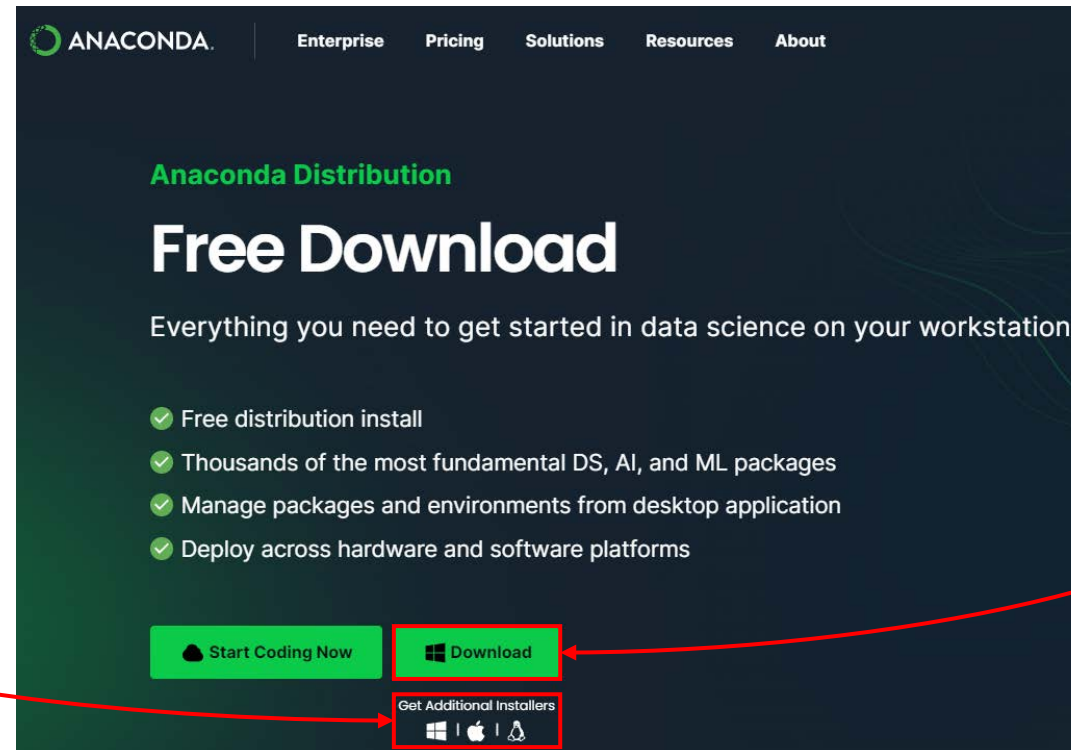 ANACONDA.
Enterprise Pricing Solutions Resources About
Anaconda Distribution
Free Download
Everything you need to get started in data science on your workstation
Free distribution install
Thousands of the most fundamental DS, AI, and ML packages
Manage packages and environments from desktop application
Deploy across hardware and software platforms
Start Coding Now Download
Get Additional Installers